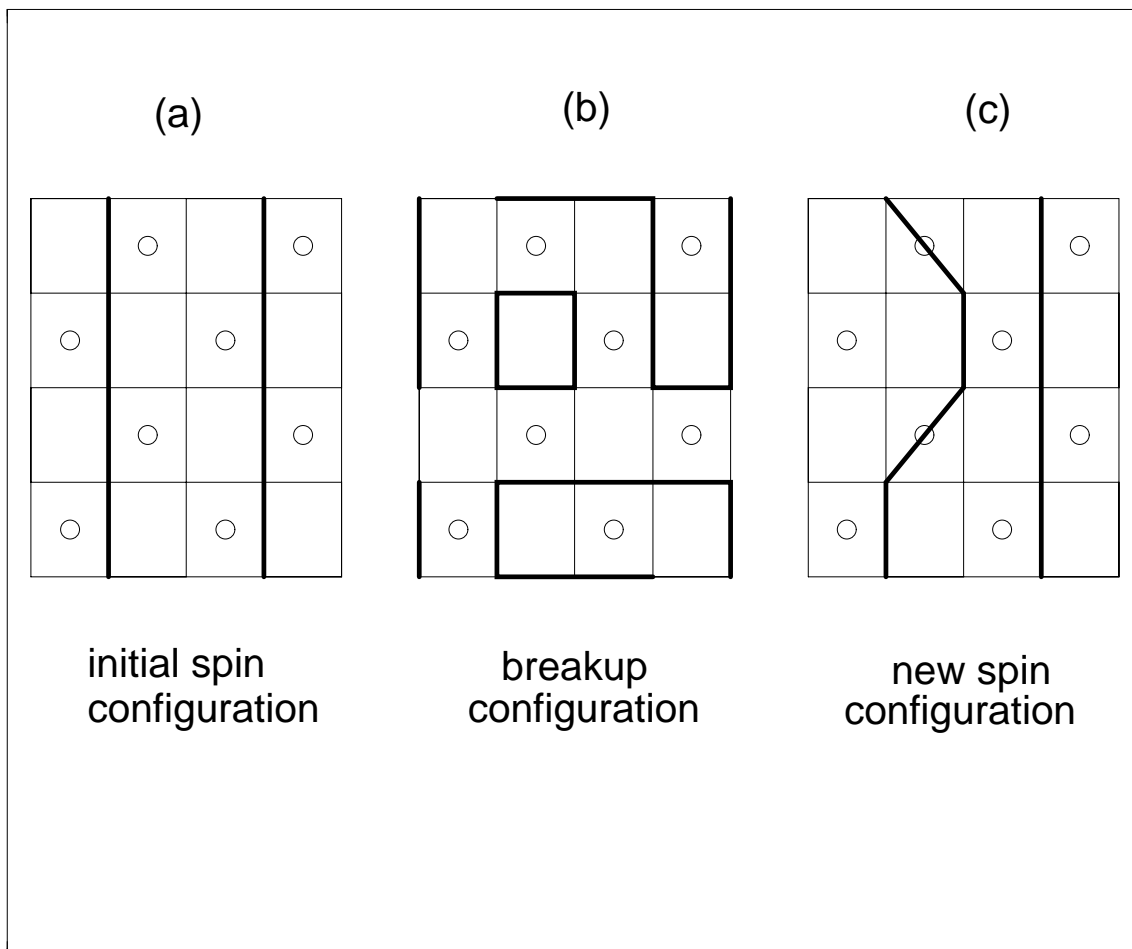 (a)
(b)
(c)
initial spin
configuration
breakup
configuration
new spin
configuration